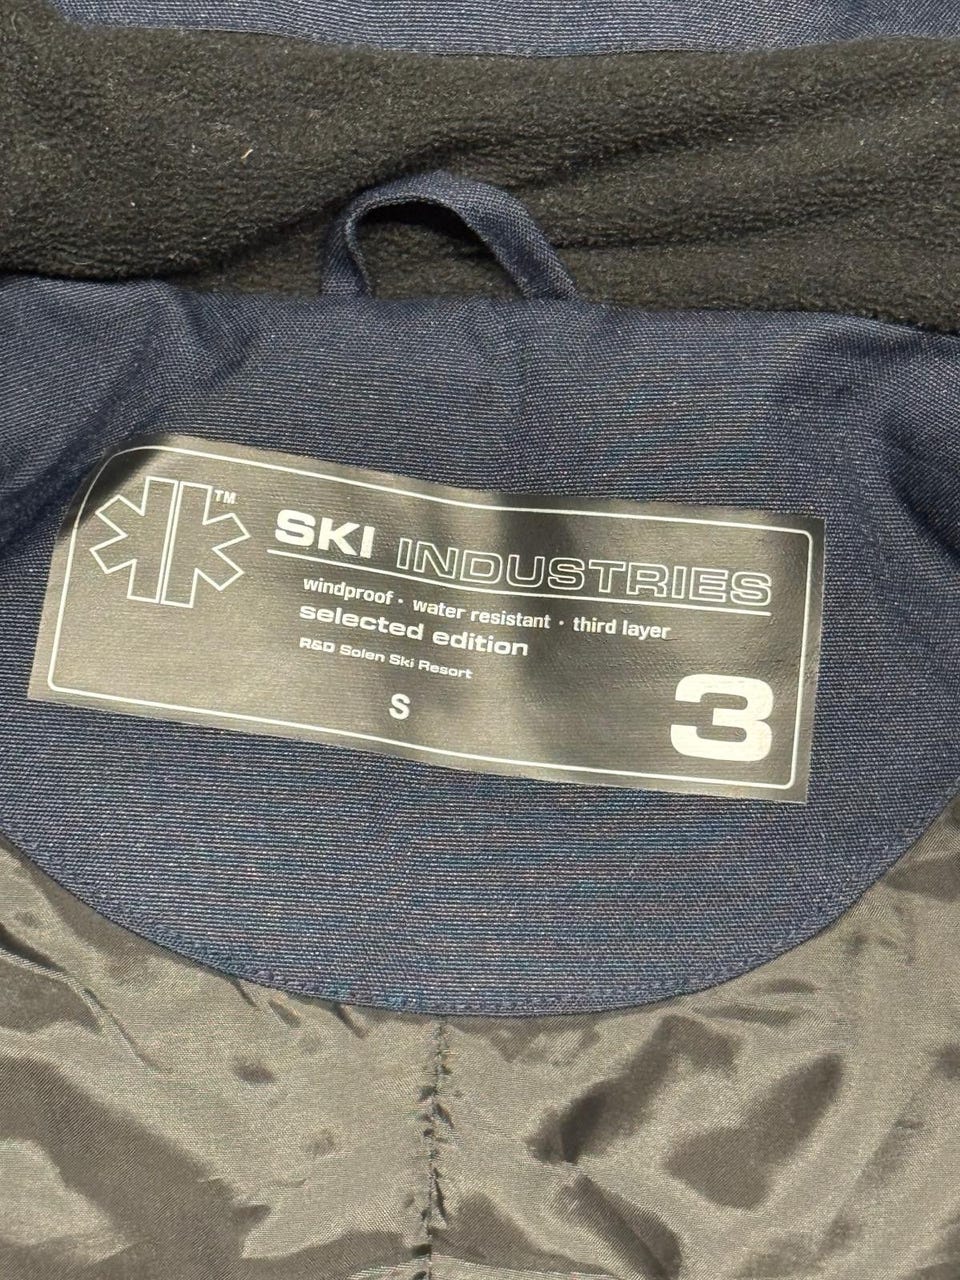 TM
SKI INDUSTRIES
windproof · water resistant · third layer
selected edition
R&D Solen Ski Resort
S
3